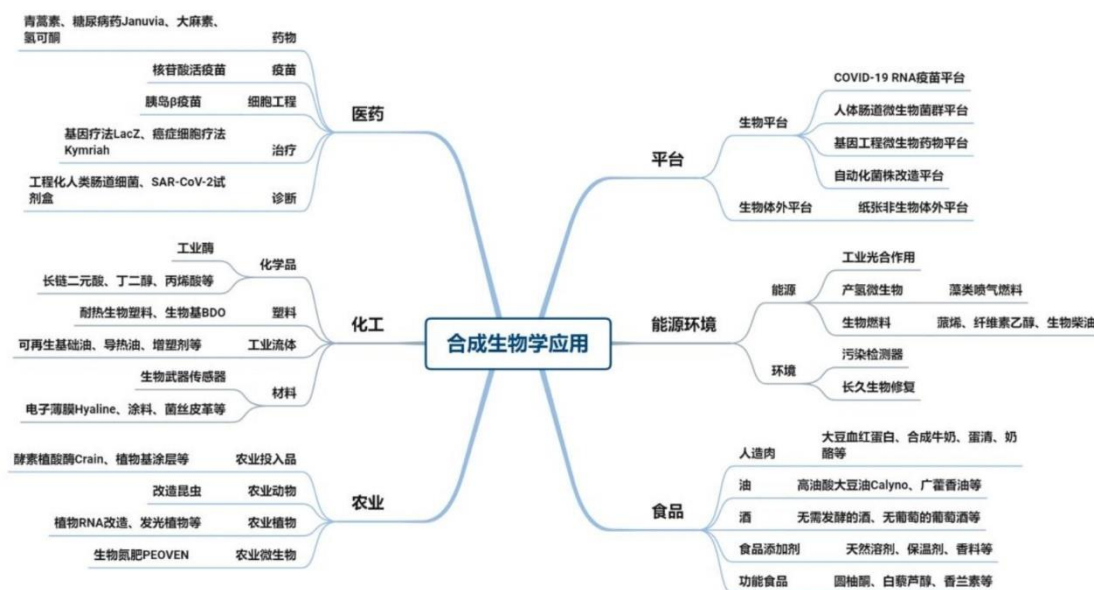 合成生物学应用
医药
青蒿素、糖尿病药Januvia、大麻素、
氢可酮
药物
核苷酸活疫苗
疫苗
胰岛β疫苗
细胞工程
基因疗法LacZ、癌症细胞疗法
Kymriah
治疗
工程化人类肠道细菌、SAR-CoV-2试
剂盒
诊断
化工
工业酶
化学品
长链二元酸、丁二醇、丙烯酸等
耐热生物塑料、生物基BDO
塑料
可再生基础油、导热油、增塑剂等
工业流体
生物武器传感器
材料
电子薄膜Hyaline、涂料、菌丝皮革等
农业
酵素植酸酶Crain、植物基涂层等
农业投入品
改造昆虫
农业动物
植物RNA改造、发光植物等
农业植物
生物氮肥PEOVEN
农业微生物
平台
生物平台
COVID-19 RNA疫苗平台
人体肠道微生物菌群平台
基因工程微生物药物平台
自动化菌株改造平台
生物体外平台
纸张非生物体外平台
能源环境
能源
工业光合作用
产氢微生物
藻类喷气燃料
生物燃料
蒎烯、纤维素乙醇、生物柴油
环境
污染检测器
长久生物修复
食品
人造肉
大豆血红蛋白、合成牛奶、蛋清、奶
酪等
油
高油酸大豆油Calyno、广藿香油等
酒
无需发酵的酒、无葡萄的葡萄酒等
食品添加剂
天然溶剂、保温剂、香料等
功能食品
圆柚酮、白藜芦醇、香兰素等